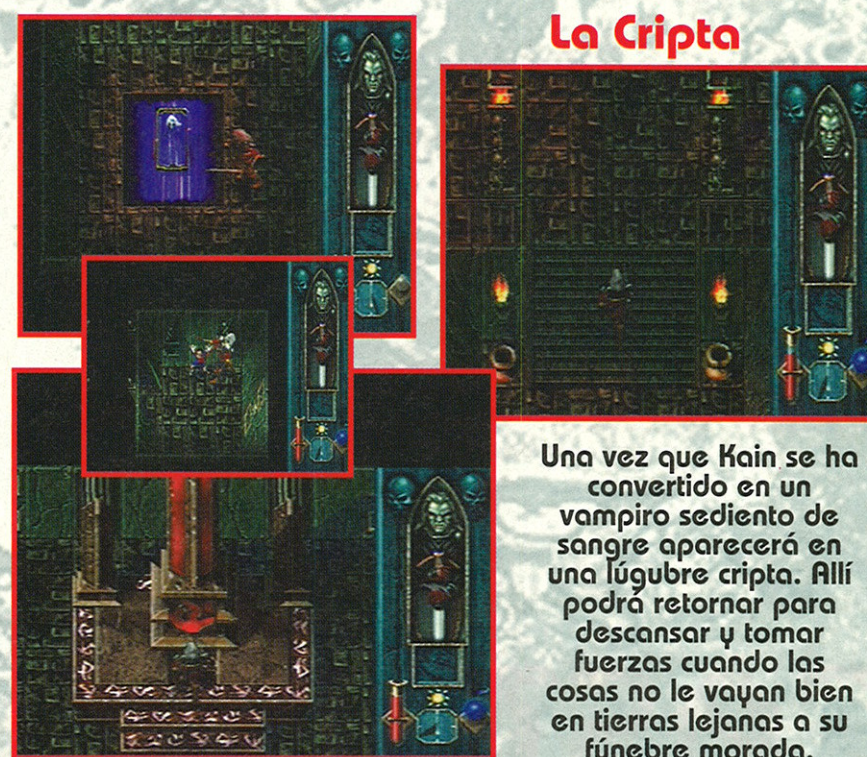 La Cripta
Una vez que Kain se ha
convertido en un
vampiro sediento de
sangre aparecerá en
una lúgubre cripta. Allí
podrá retornar para
descansar y tomar
fuerzas cuando las
cosas no le vayan bien
en tierras lejanas a su
fúnebre morada.